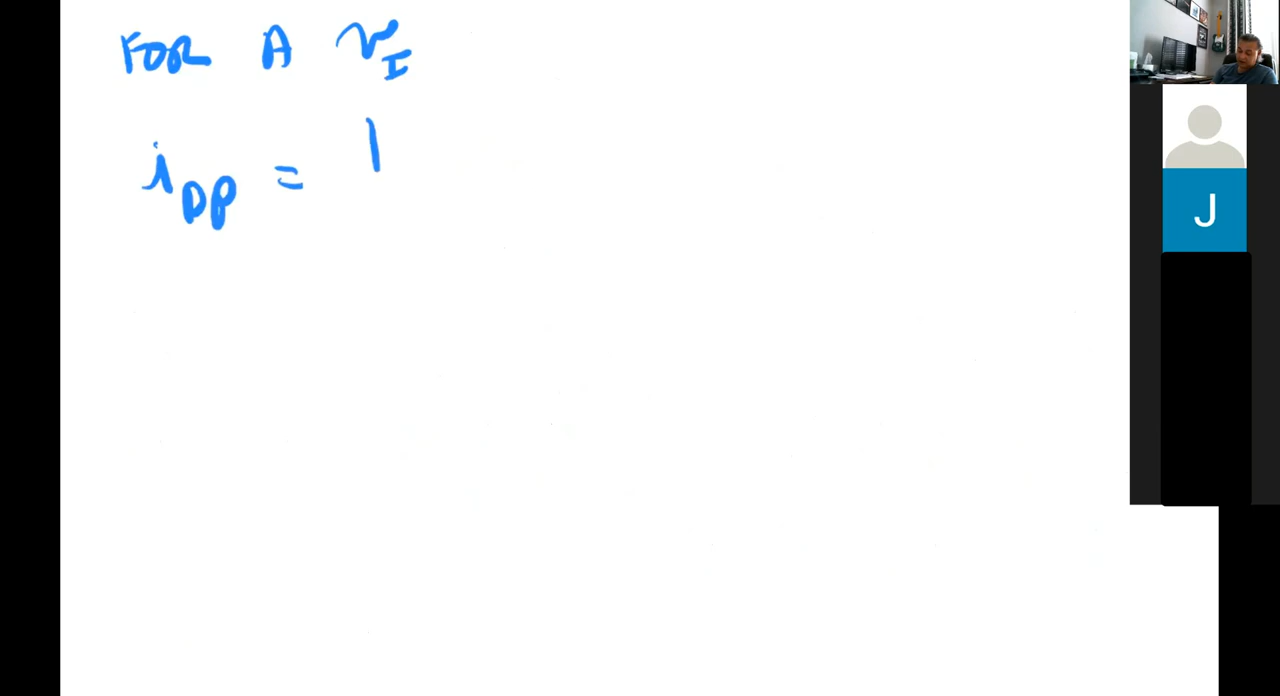 FOR A v_I
i_DP = 1
J